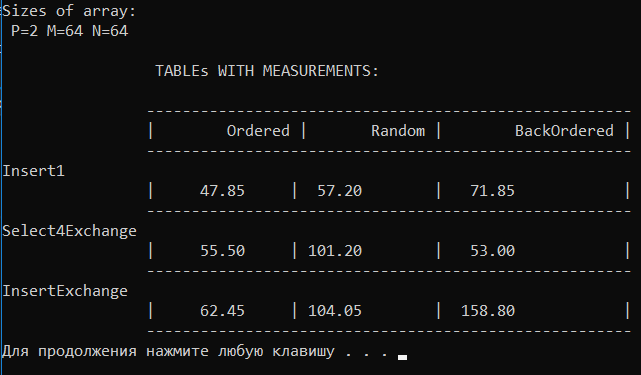 Sizes of array:
P=2 M=64 N=64
TABLEs WITH MEASUREMENTS:
-----------------------------------------------------
| Ordered | Random | BackOrdered |
-----------------------------------------------------
Insert1
| 47.85 | 57.20 | 71.85 |
-----------------------------------------------------
Select4Exchange
| 55.50 | 101.20 | 53.00 |
-----------------------------------------------------
InsertExchange
| 62.45 | 104.05 | 158.80 |
-----------------------------------------------------
Для продолжения нажмите любую клавишу . . .